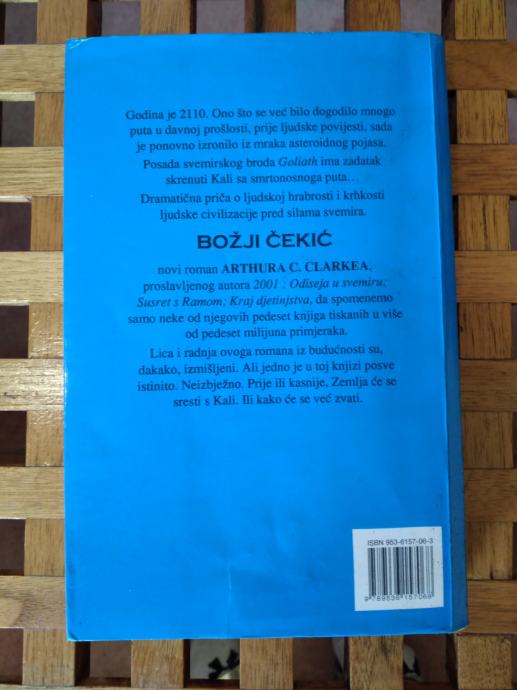 Godina je 2110. Ono što se već bilo dogodilo mnogo
puta u davnoj prošlosti, prije ljudske povijesti, sada
je ponovno izronilo iz mraka asteroidnog pojasa.
Posada svemirskog broda Goliath ima zadatak
skrenuti Kali sa smrtonosnoga puta...
Dramatična priča o ljudskoj hrabrosti i krhkosti
ljudske civilizacije pred silama svemira.
BOŽJI ČEKIĆ
novi roman ARTHURA C. CLARKEA,
proslavljenog autora 2001 : Odiseja u svemiru;
Susret s Ramom; Kraj djetinjstva, da spomenemo
samo neke od njegovih pedeset knjiga tiskanih u više
od pedeset milijuna primjeraka.
Lica i radnja ovoga romana iz budućnosti su,
dakako, izmišljeni. Ali jedno je u toj knjizi posve
istinito. Neizbježno. Prije ili kasnije, Zemlja će se
sresti s Kali. Ili kako će se već zvati.
ISBN 953-6157-06-3
9 789536 157069